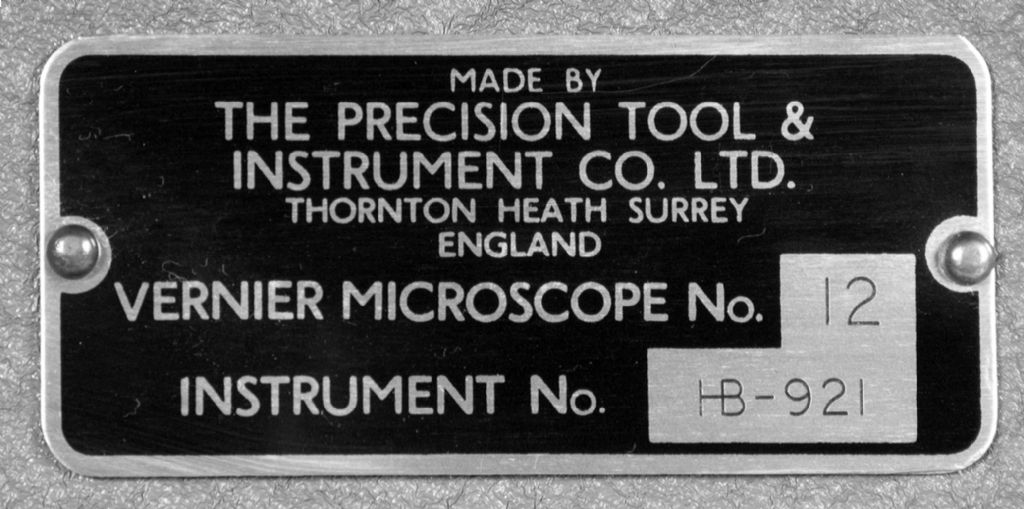 MADE BY
THE PRECISION TOOL &
INSTRUMENT CO. LTD.
THORNTON HEATH SURREY
ENGLAND
VERNIER MICROSCOPE No. 12
INSTRUMENT No. HB-921